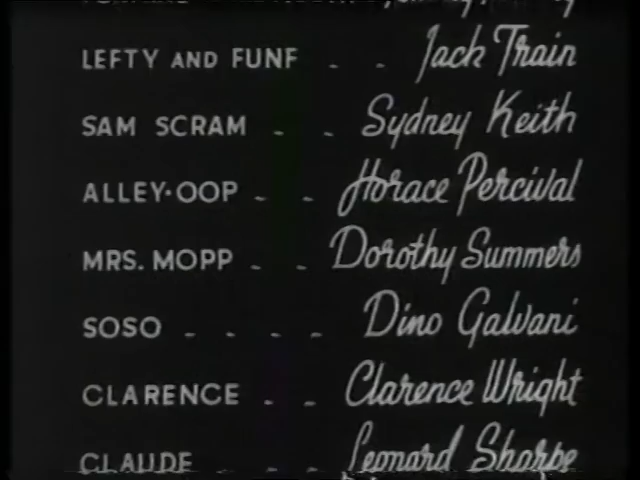 LEFTY AND FUNF - - Jack Train
SAM SCRAM - - Sydney Keith
ALLEY-OOP - - Horace Percival
MRS. MOPP - - Dorothy Summers
SOSO - - - - Dino Galvani
CLARENCE - - Clarence Wright
CLAUDE - - - Leonard Sharpe